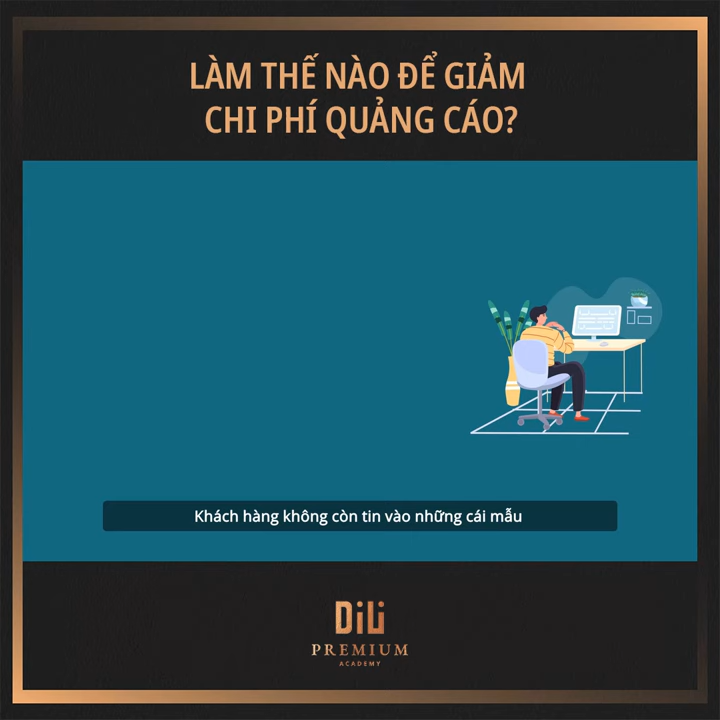 LÀM THẾ NÀO ĐỂ GIẢM
CHI PHÍ QUẢNG CÁO?
Khách hàng không còn tin vào những cái mẫu
DiLi
PREMIUM
ACADEMY